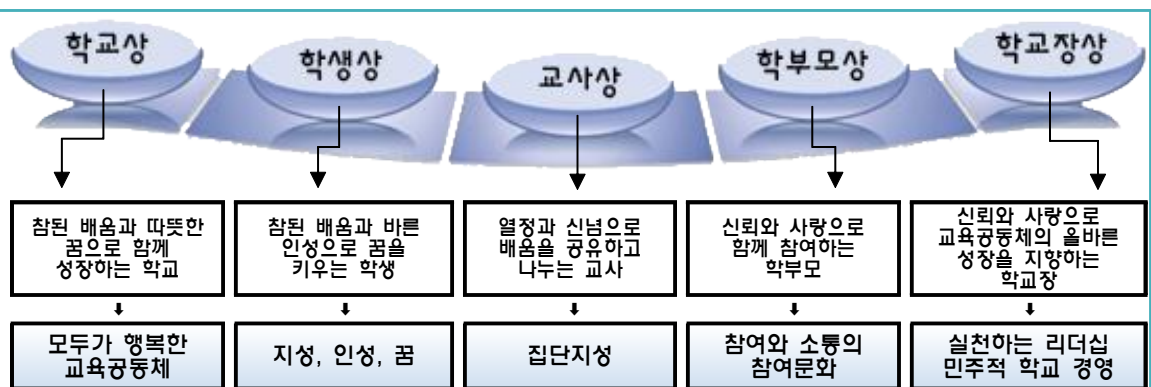 학교상
학생상
교사상
학부모상
학교장상
참된 배움과 따뜻한
꿈으로 함께
성장하는 학교
참된 배움과 바른
인성으로 꿈을
키우는 학생
열정과 신념으로
배움을 공유하고
나누는 교사
신뢰와 사랑으로
함께 참여하는
학부모
신뢰와 사랑으로
교육공동체의 올바른
성장을 지향하는
학교장
모두가 행복한
교육공동체
지성, 인성, 꿈
집단지성
참여와 소통의
참여문화
실천하는 리더십
민주적 학교 경영